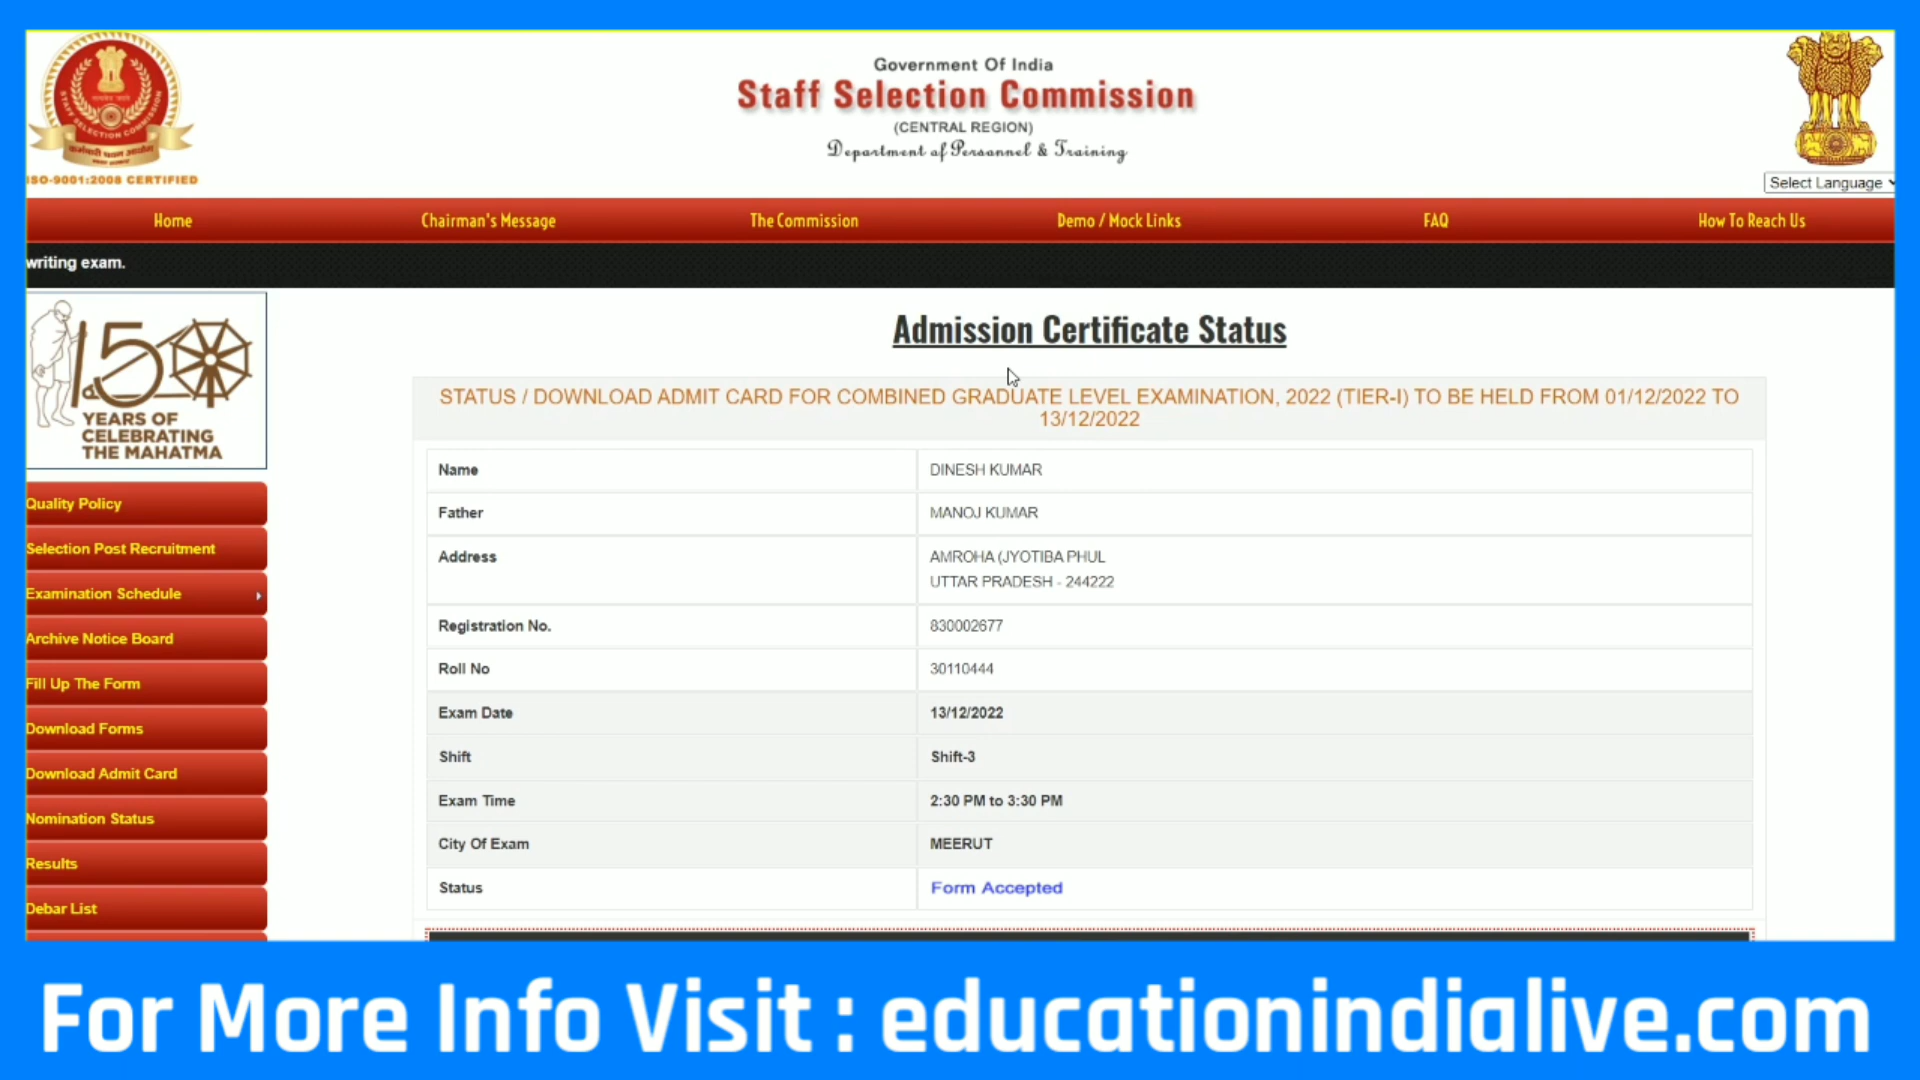 Government Of India
Staff Selection Commission
(CENTRAL REGION)
Department of Personnel & Training
STAFF SELECTION COMMISSION
ISO-9001:2008 CERTIFIED
Select Language
Home
Chairman's Message
The Commission
Demo / Mock Links
FAQ
How To Reach Us
writing exam.
150
YEARS OF
CELEBRATING
THE MAHATMA
Quality Policy
Selection Post Recruitment
Examination Schedule
Archive Notice Board
Fill Up The Form
Download Forms
Download Admit Card
Nomination Status
Results
Debar List
Admission Certificate Status
STATUS / DOWNLOAD ADMIT CARD FOR COMBINED GRADUATE LEVEL EXAMINATION, 2022 (TIER-I) TO BE HELD FROM 01/12/2022 TO
13/12/2022
Name DINESH KUMAR
Father MANOJ KUMAR
Address AMROHA (JYOTIBA PHUL
UTTAR PRADESH - 244222
Registration No. 830002677
Roll No 30110444
Exam Date 13/12/2022
Shift Shift-3
Exam Time 2:30 PM to 3:30 PM
City Of Exam MEERUT
Status Form Accepted
For More Info Visit : educationindialive.com